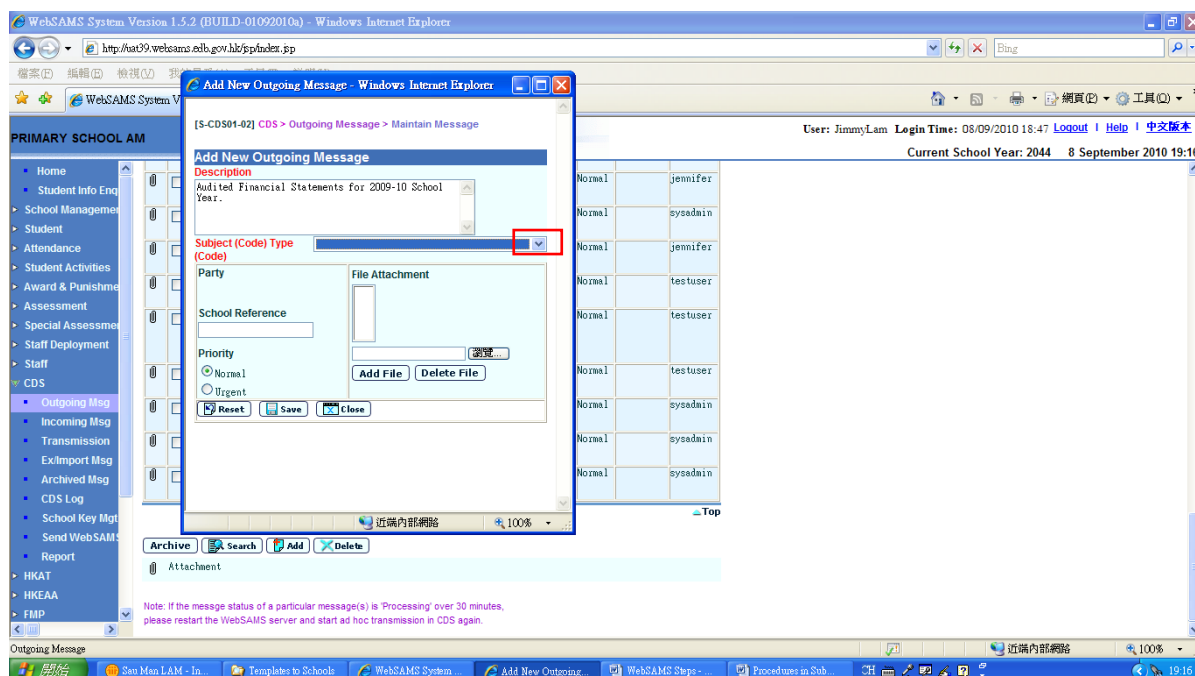 WebSAMS System Version 1.5.2 (BUILD-01092010a) - Windows Internet Explorer
http://uat39.websams.edb.gov.hk/jsp/index.jsp
Bing
檔案(F) 編輯(E) 檢視(V)
WebSAMS System V
網頁(P) 工具(O)
PRIMARY SCHOOL AM
User: JimmyLam Login Time: 08/09/2010 18:47 Logout | Help | 中文版本
Current School Year: 2044 8 September 2010 19:16
Home
Student Info Enq
School Managemen
Student
Attendance
Student Activities
Award & Punishme
Assessment
Special Assessmen
Staff Deployment
Staff
CDS
Outgoing Msg
Incoming Msg
Transmission
Ex/Import Msg
Archived Msg
CDS Log
School Key Mgt
Send WebSAMS
Report
HKAT
HKEAA
FMP
Add New Outgoing Message - Windows Internet Explorer
[S-CDS01-02] CDS > Outgoing Message > Maintain Message
Add New Outgoing Message
Description
Audited Financial Statements for 2009-10 School
Year.
Subject (Code) Type
(Code)
Party
File Attachment
School Reference
瀏覽...
Priority
Normal
Urgent
Add File Delete File
Reset Save Close
近端內部網路 100%
Normal jennifer
Normal sysadmin
Normal jennifer
Normal testuser
Normal testuser
Normal testuser
Normal sysadmin
Normal sysadmin
Normal sysadmin
Top
Archive Search Add Delete
Attachment
Note: If the messge status of a particular message(s) is 'Processing' over 30 minutes,
please restart the WebSAMS server and start ad hoc transmission in CDS again.
Outgoing Message
近端內部網路 100%
開始 San Man LAM - In... Templates to Schools WebSAMS System ... Add New Outgoing... WebSAMS Steps - ... Procedures in Sub... CH 19:16